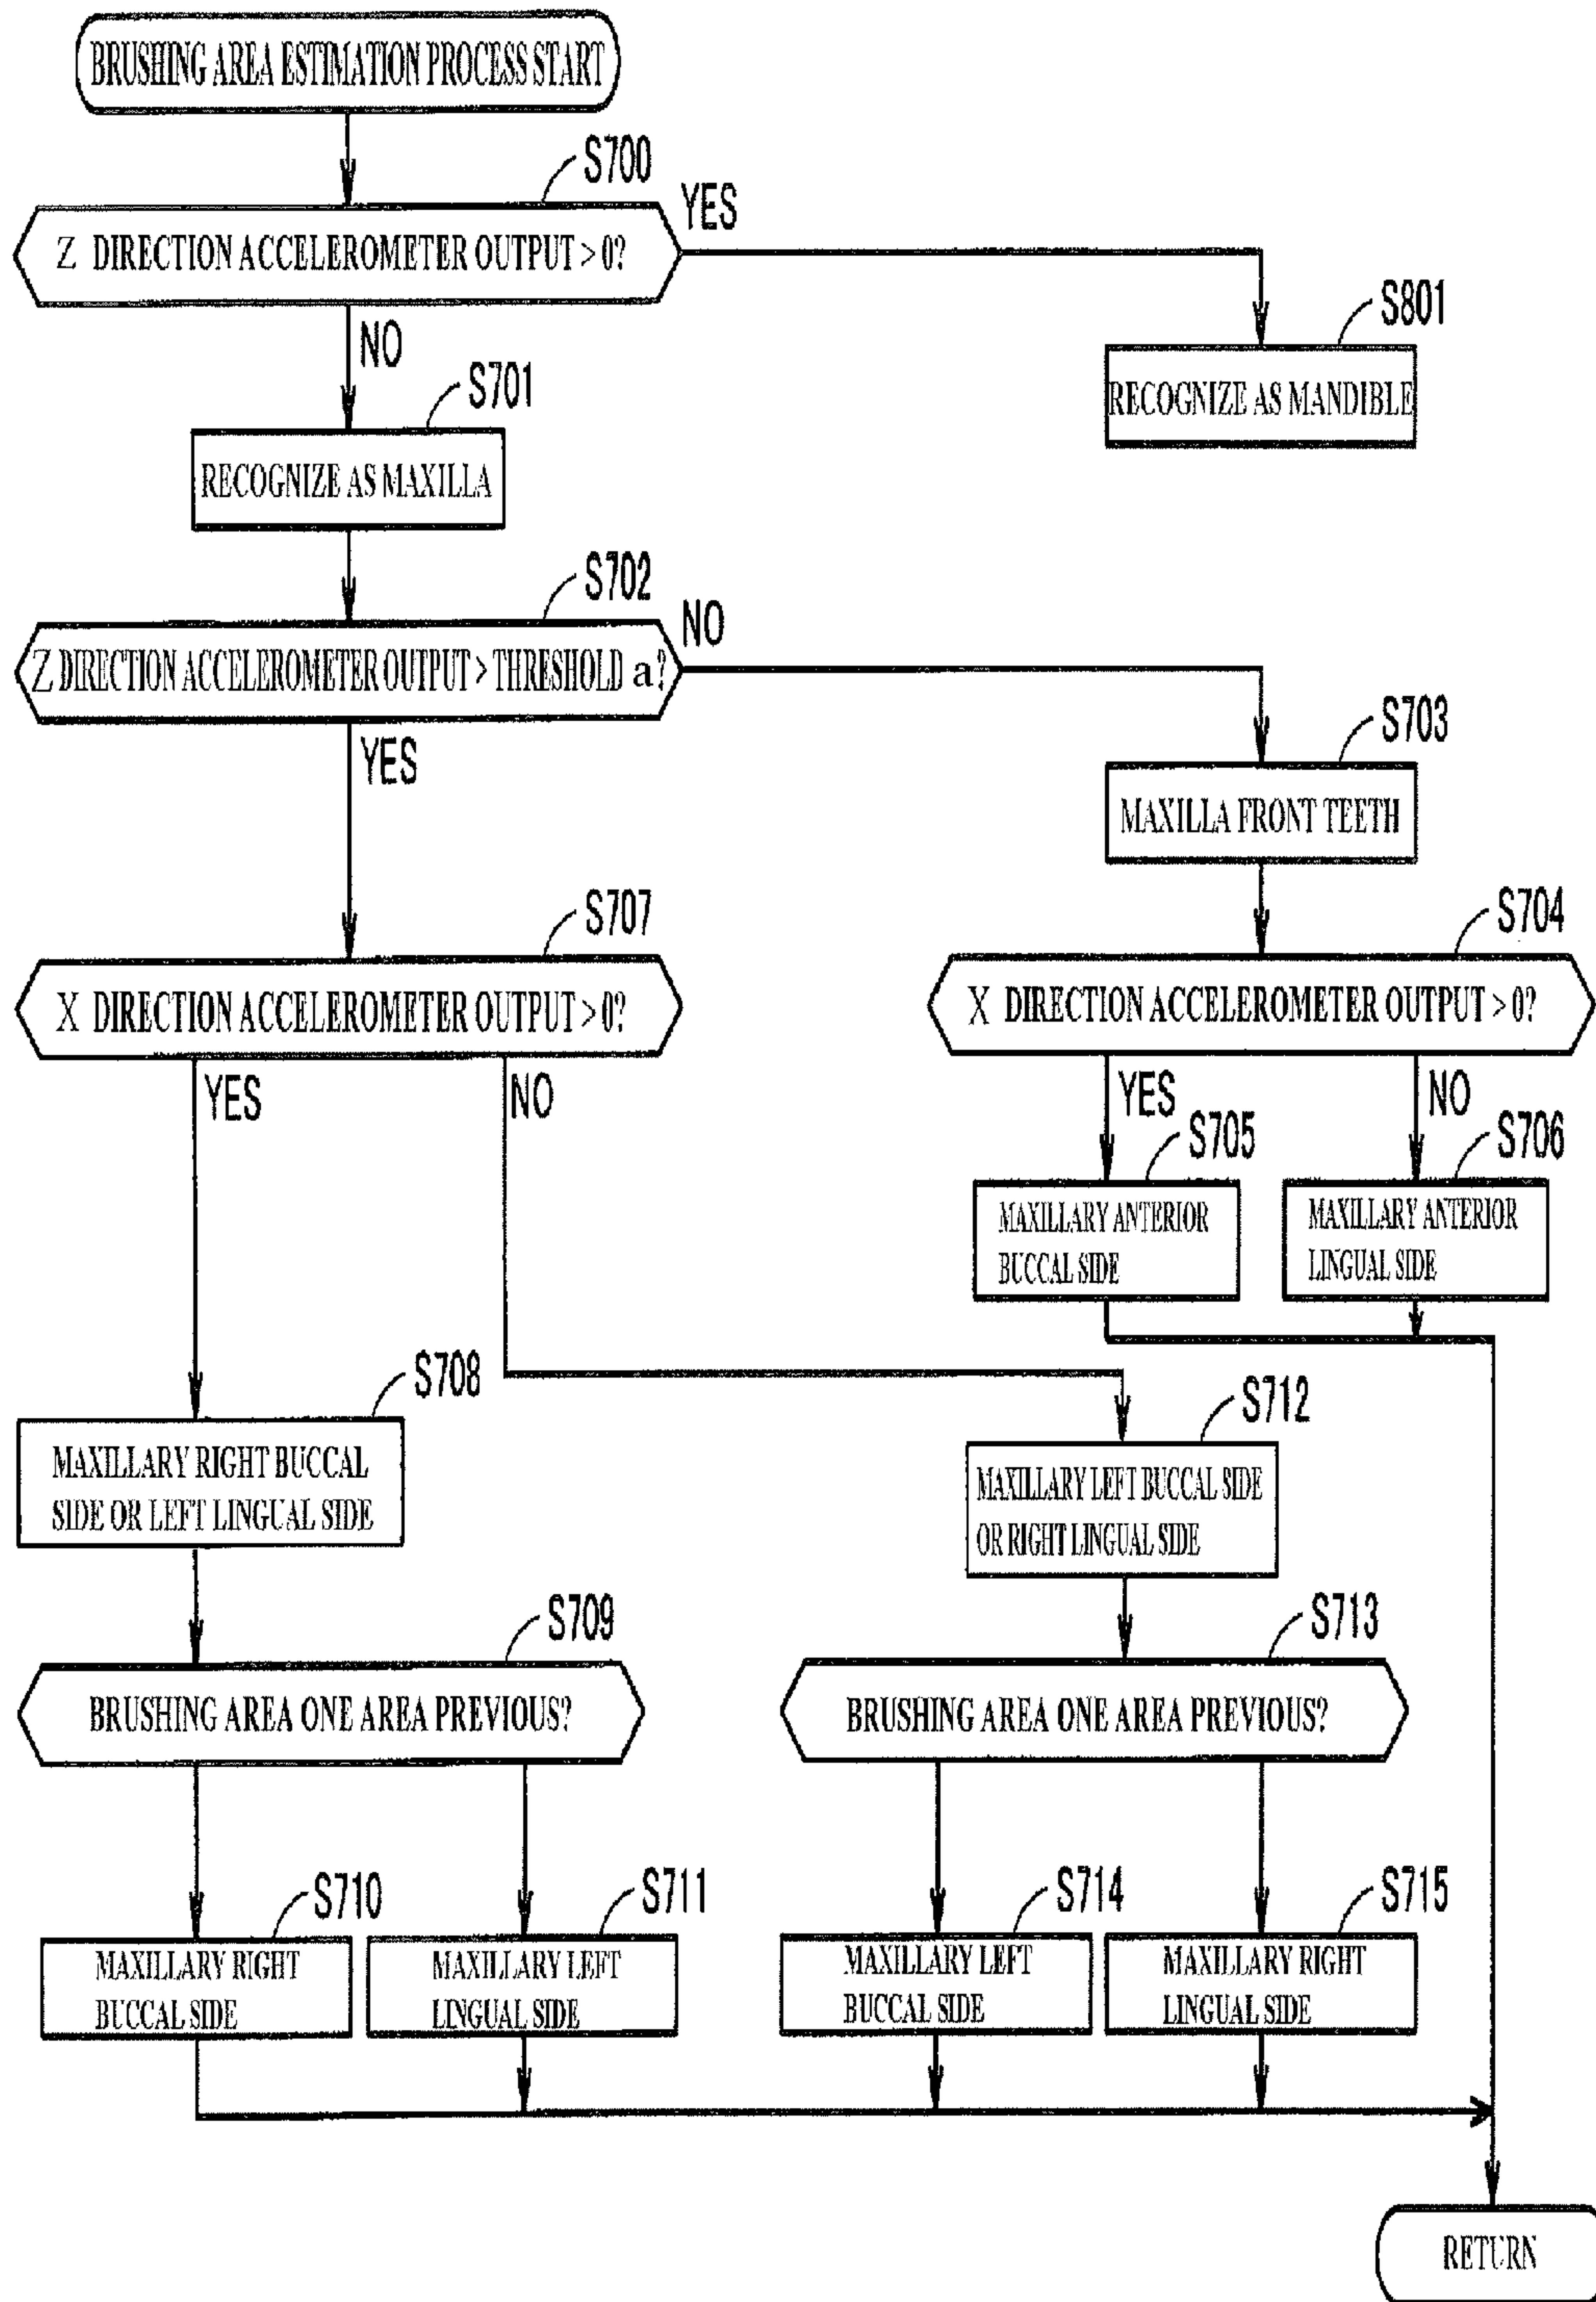 BRUSHING AREA ESTIMATION PROCESS START
S700
YES
Z DIRECTION ACCELEROMETER OUTPUT > 0?
NO
S801
RECOGNIZE AS MANDIBLE
S701
RECOGNIZE AS MAXILLA
S702
NO
Z DIRECTION ACCELEROMETER OUTPUT > THRESHOLD a?
YES
S703
MAXILLA FRONT TEETH
S707
S704
X DIRECTION ACCELEROMETER OUTPUT > 0?
X DIRECTION ACCELEROMETER OUTPUT > 0?
YES
NO
YES
NO
S705
S706
MAXILLARY ANTERIOR
BUCCAL SIDE
MAXILLARY ANTERIOR
LINGUAL SIDE
S708
MAXILLARY RIGHT BUCCAL
SIDE OR LEFT LINGUAL SIDE
S712
MAXILLARY LEFT BUCCAL SIDE
OR RIGHT LINGUAL SIDE
S709
BRUSHING AREA ONE AREA PREVIOUS?
S713
BRUSHING AREA ONE AREA PREVIOUS?
S710
MAXILLARY RIGHT
BUCCAL SIDE
S711
MAXILLARY LEFT
LINGUAL SIDE
S714
MAXILLARY LEFT
BUCCAL SIDE
S715
MAXILLARY RIGHT
LINGUAL SIDE
RETURN